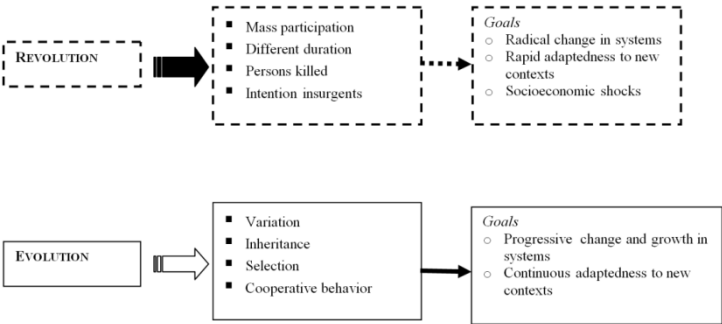 REVOLUTION
▪ Mass participation
▪ Different duration
▪ Persons killed
▪ Intention insurgents
Goals
o Radical change in systems
o Rapid adaptedness to new
contexts
o Socioeconomic shocks
EVOLUTION
▪ Variation
▪ Inheritance
▪ Selection
▪ Cooperative behavior
Goals
o Progressive change and growth in
systems
o Continuous adaptedness to new
contexts